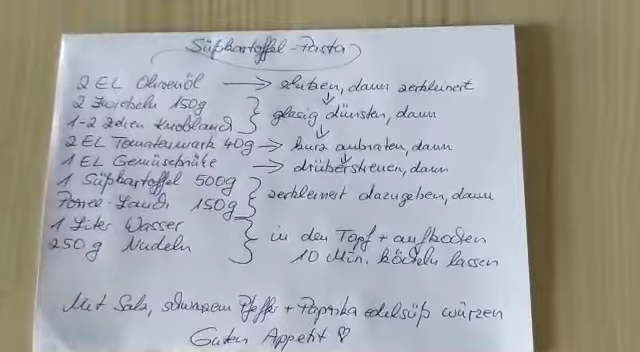 Süßkartoffel-Pasta
2 EL Olivenöl → erhitzen, dann zerkleinert
2 Zwiebeln 150g
1-2 Zehen Knoblauch } glasig dünsten, dann
2 EL Tomatenmark 40g → kurz anbraten, dann
1 EL Gemüsebrühe → drüberstreuen, dann
1 Süßkartoffel 500g
Porree-Lauch 150g } zerkleinert dazugeben, dann
1 Liter Wasser
250 g Nudeln } in den Topf + aufkochen
10 Min. köcheln lassen
Mit Salz, schwarzem Pfeffer + Paprika edelsüß würzen
Guten Appetit ♡